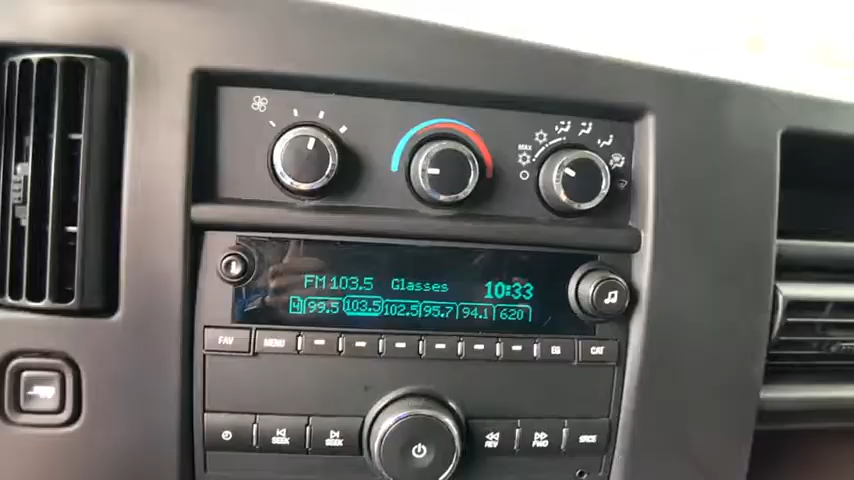 MAX
FM 103.5 Glasses 10:33
4 99.5 103.5 102.5 95.7 94.1 620
FAV MENU EQ CAT
SEEK SEEK REV FWD SRCE